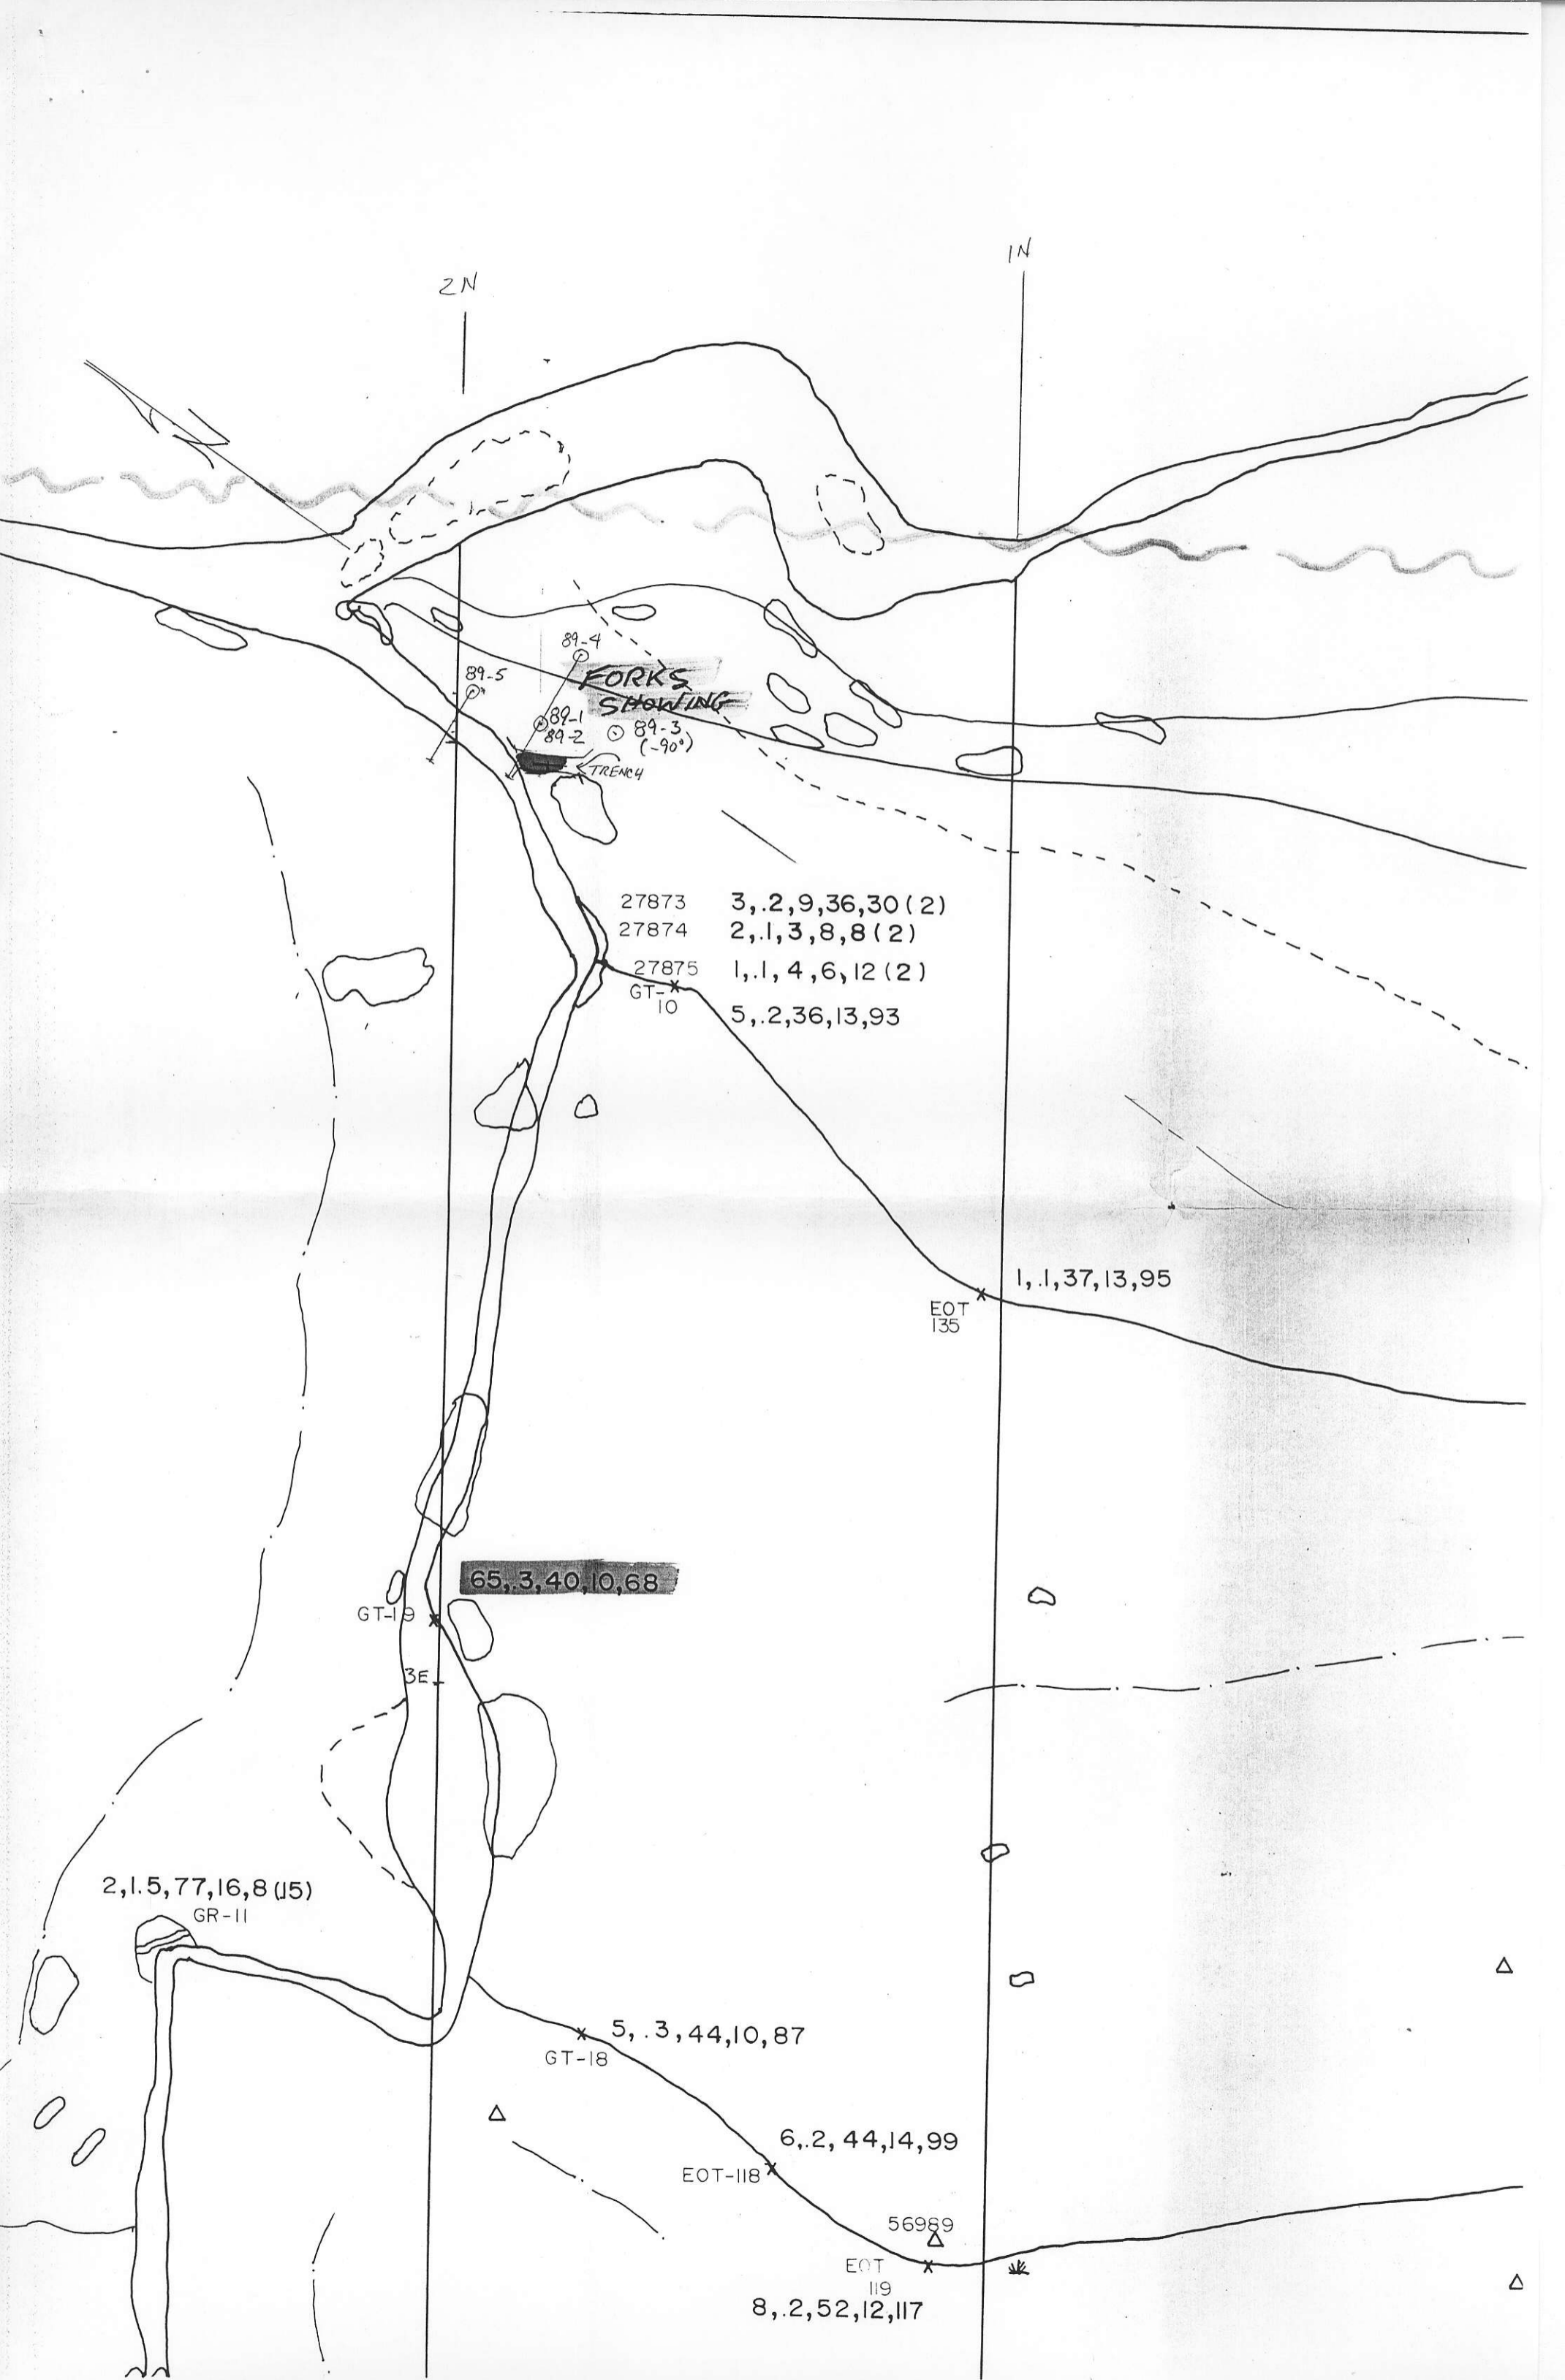 1N
2N
89-4
FORKS
SHOWING
89-5
89-1
89-2
89-3
(-90°)
TRENCH
27873 3,.2,9,36,30(2)
27874 2,.1,3,8,8(2)
27875 1,.1,4,6,12(2)
GT-
10
5,.2,36,13,93
1,.1,37,13,95
EOT
135
65,.3,40,10,68
GT-19
3E
2,1.5,77,16,8(15)
GR-11
5,.3,44,10,87
GT-18
6,.2,44,14,99
EOT-118
56989
EOT
119
8,.2,52,12,117